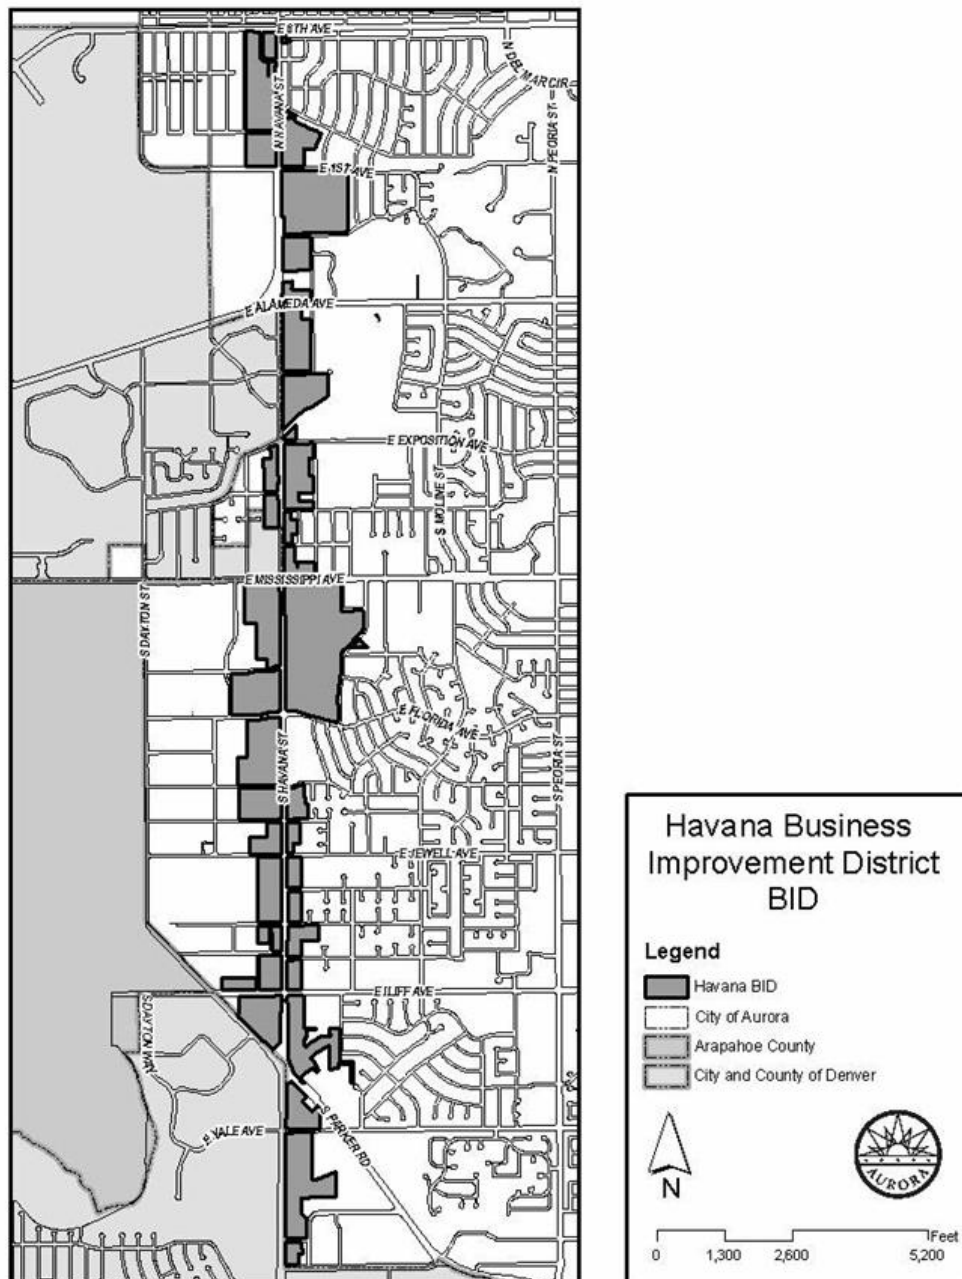 E 8TH AVE
N DEL MAR CIR
N HAVANA ST
N PEORIA ST
E 1ST AVE
E ALAMEDA AVE
E EXPOSITION AVE
S MOLINE ST
E MISSISSIPPI AVE
S DAYTON ST
E FLORIDA AVE
S HAVANA ST
S PEORIA ST
E JEWELL AVE
E ILIFF AVE
S DAYTON WAY
S PARKER RD
E YALE AVE
Havana Business
Improvement District
BID
Legend
Havana BID
City of Aurora
Arapahoe County
City and County of Denver
N
AURORA
Feet
0 1,300 2,600 5,200